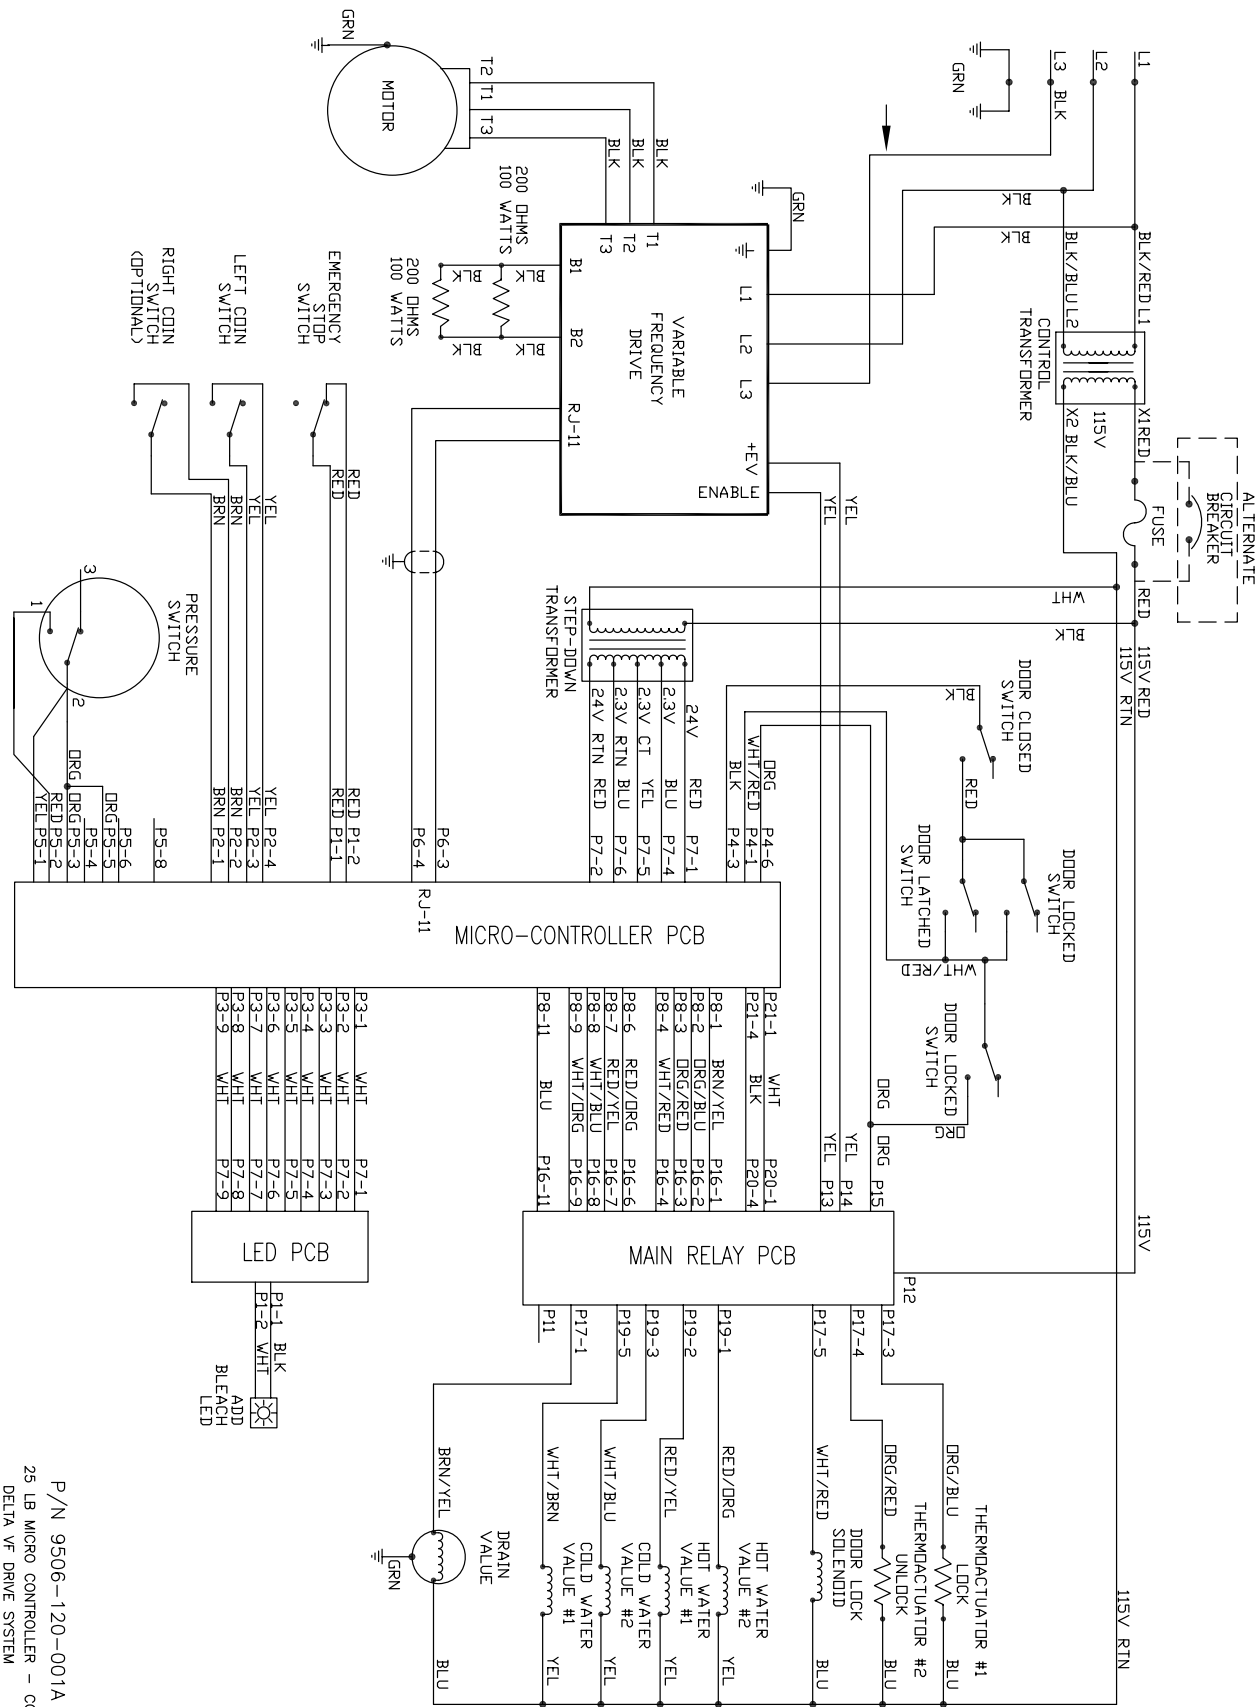 L1
L2
L3
BLK
GRN
BLK
BLK
BLK/RED L1
BLK/BLU L2
CONTROL
TRANSFORMER
X1 RED
115V
X2 BLK/BLU
ALTERNATE
CIRCUIT
BREAKER
FUSE
RED
WHT
BLK
115V RED
115V RTN
115V
115V RTN
GRN
MOTOR
T2
T1
T3
BLK
BLK
BLK
GRN
L1
L2
L3
+EV
ENABLE
T1
T2
T3
B1
B2
RJ-11
VARIABLE
FREQUENCY
DRIVE
YEL
YEL
200 OHMS
100 WATTS
200 OHMS
100 WATTS
BLK
BLK
BLK
BLK
EMERGENCY
STOP
SWITCH
LEFT COIN
SWITCH
RIGHT COIN
SWITCH
(OPTIONAL)
RED
RED
YEL
YEL
BRN
BRN
PRESSURE
SWITCH
3
1
2
ORG
STEP-DOWN
TRANSFORMER
24V
2.3V
2.3V CT
2.3V RTN
24V RTN
RED P7-1
BLU P7-4
YEL P7-5
BLU P7-6
RED P7-2
BLK
ORG P4-6
WHT/RED P4-1
BLK P4-3
P6-3
P6-4
RED P1-2
RED P1-1
YEL P2-4
YEL P2-3
BRN P2-2
BRN P2-1
P5-8
P5-6
ORG P5-5
P5-4
ORG P5-3
RED P5-2
YEL P5-1
DOOR CLOSED
SWITCH
RED
DOOR LOCKED
SWITCH
DOOR LATCHED
SWITCH
WHT/RED
DOOR LOCKED
SWITCH
ORG
ORG
MICRO-CONTROLLER PCB
RJ-11
P21-1 WHT P20-1
P21-4 BLK P20-4
P8-1 BRN/YEL P16-1
P8-2 ORG/BLU P16-2
P8-3 ORG/RED P16-3
P8-4 WHT/RED P16-4
P8-6 RED/ORG P16-6
P8-7 RED/YEL P16-7
P8-8 WHT/BLU P16-8
P8-9 WHT/ORG P16-9
P8-11 BLU P16-11
P3-1 WHT P7-1
P3-2 WHT P7-2
P3-3 WHT P7-3
P3-4 WHT P7-4
P3-5 WHT P7-5
P3-6 WHT P7-6
P3-7 WHT P7-7
P3-8 WHT P7-8
P3-9 WHT P7-9
ORG P15
YEL P14
YEL P13
MAIN RELAY PCB
P12
LED PCB
P1-1 BLK
P1-2 WHT
ADD
BLEACH
LED
P17-3
P17-4
P17-5
P19-1
P19-2
P19-3
P19-5
P17-1
P11
ORG/BLU
THERMOACTUATOR #1
LOCK
BLU
ORG/RED
THERMOACTUATOR #2
UNLOCK
BLU
WHT/RED
DOOR LOCK
SOLENOID
BLU
RED/ORG
HOT WATER
VALUE #2
YEL
RED/YEL
HOT WATER
VALUE #1
YEL
WHT/BLU
COLD WATER
VALUE #2
YEL
WHT/BRN
COLD WATER
VALUE #1
YEL
BRN/YEL
DRAIN
VALUE
GRN
BLU
P/N 9506-120-001A
25 LB MICRO CONTROLLER - CO
DELTA VF DRIVE SYSTEM